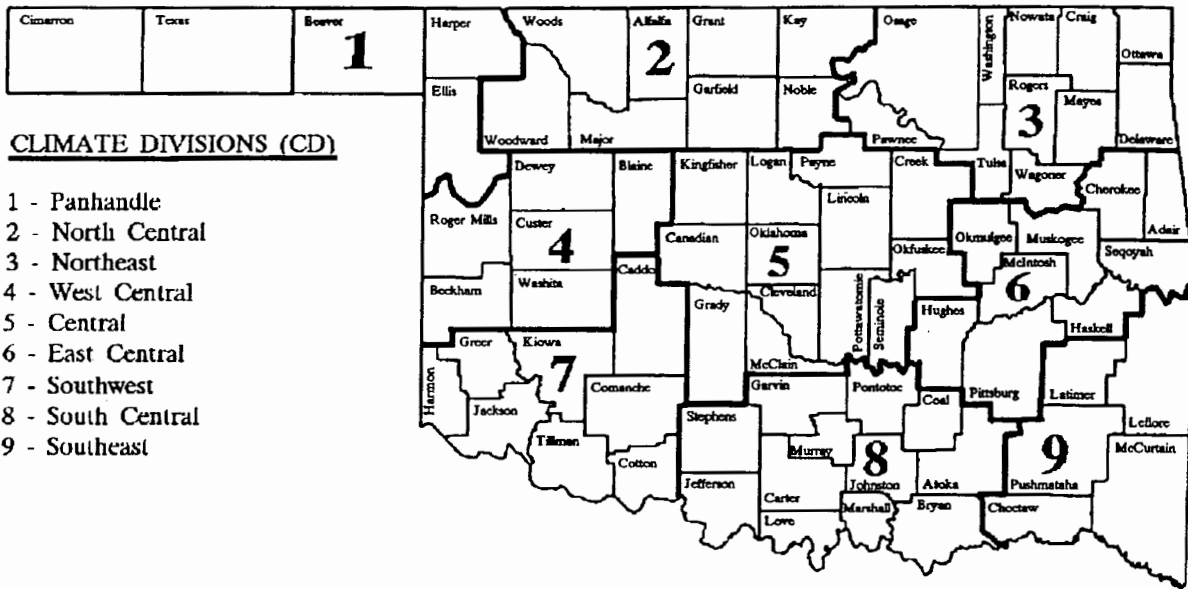 Cimarron
Texas
Beaver
Harper
Woods
Alfalfa
Grant
Kay
Osage
Washington
Nowata
Craig
Ottawa
1
2
Ellis
Garfield
Noble
Rogers
Mayes
3
Woodward
Major
Pawnee
Delaware
CLIMATE DIVISIONS (CD)
1 - Panhandle
2 - North Central
3 - Northeast
4 - West Central
5 - Central
6 - East Central
7 - Southwest
8 - South Central
9 - Southeast
Dewey
Blaine
Kingfisher
Logan
Payne
Creek
Tulsa
Wagoner
Cherokee
Adair
Lincoln
Roger Mills
Custer
4
Canadian
Oklahoma
5
Okfuskee
Okmulgee
Muskogee
Seqoyah
McIntosh
6
Beckham
Washita
Caddo
Grady
Cleveland
Pottawatomie
Seminole
Hughes
Haskell
McClain
Greer
Kiowa
7
Harmon
Jackson
Comanche
Tillman
Cotton
Stephens
Garvin
Pontotoc
Coal
Pittsburg
Latimer
Leflore
McCurtain
Murray
8
9
Jefferson
Carter
Johnston
Atoka
Pushmataha
Love
Marshall
Bryan
Choctaw